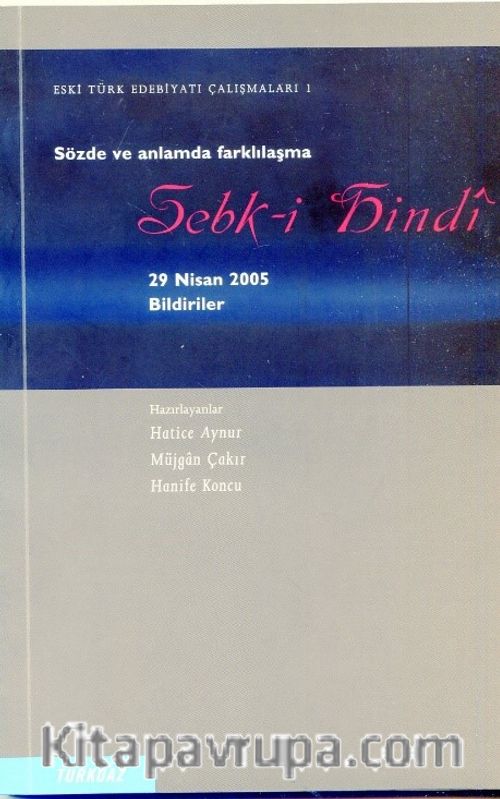 ESKİ TÜRK EDEBİYATI ÇALIŞMALARI 1
Sözde ve anlamda farklılaşma
Sebk-i Hindî
29 Nisan 2005
Bildiriler
Hazırlayanlar
Hatice Aynur
Müjgân Çakır
Hanife Koncu
Kitapavrupa.com
TURKUAZ